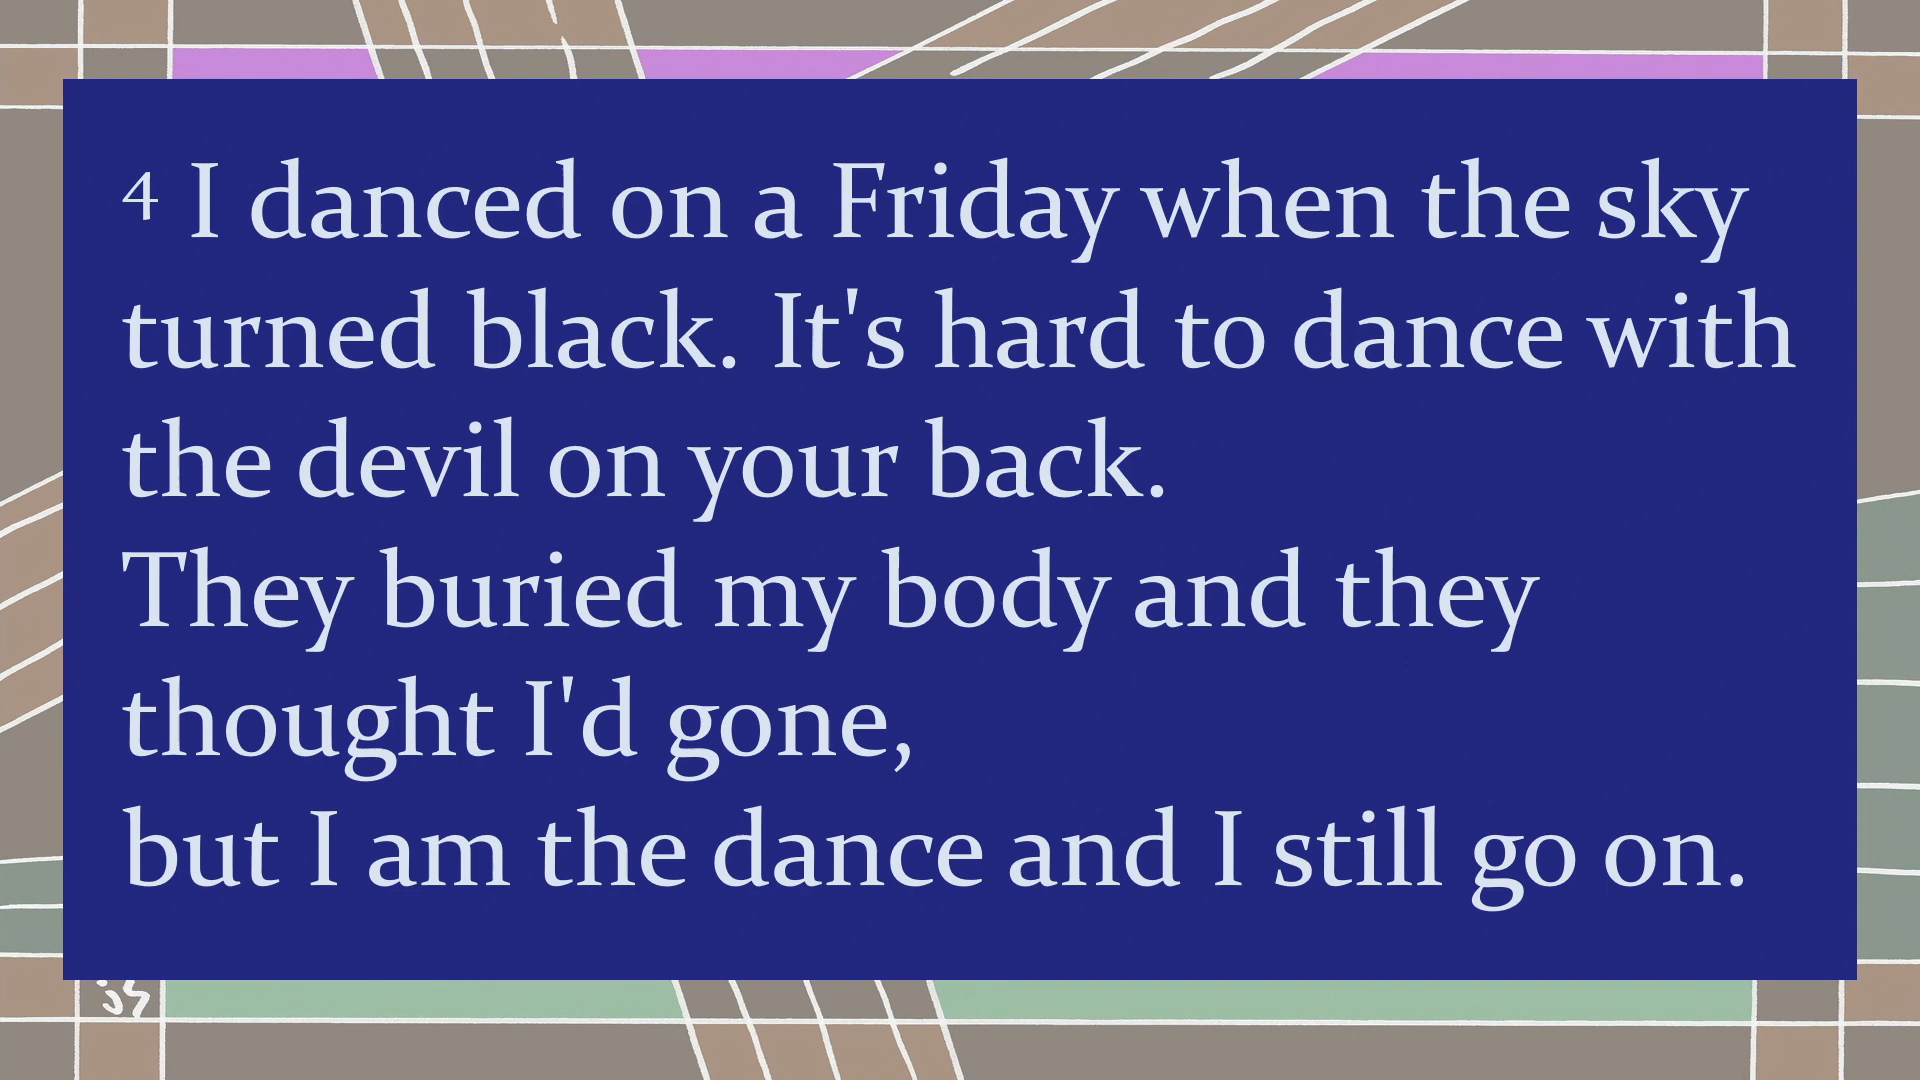 4 I danced on a Friday when the sky
turned black. It's hard to dance with
the devil on your back.
They buried my body and they
thought I'd gone,
but I am the dance and I still go on.